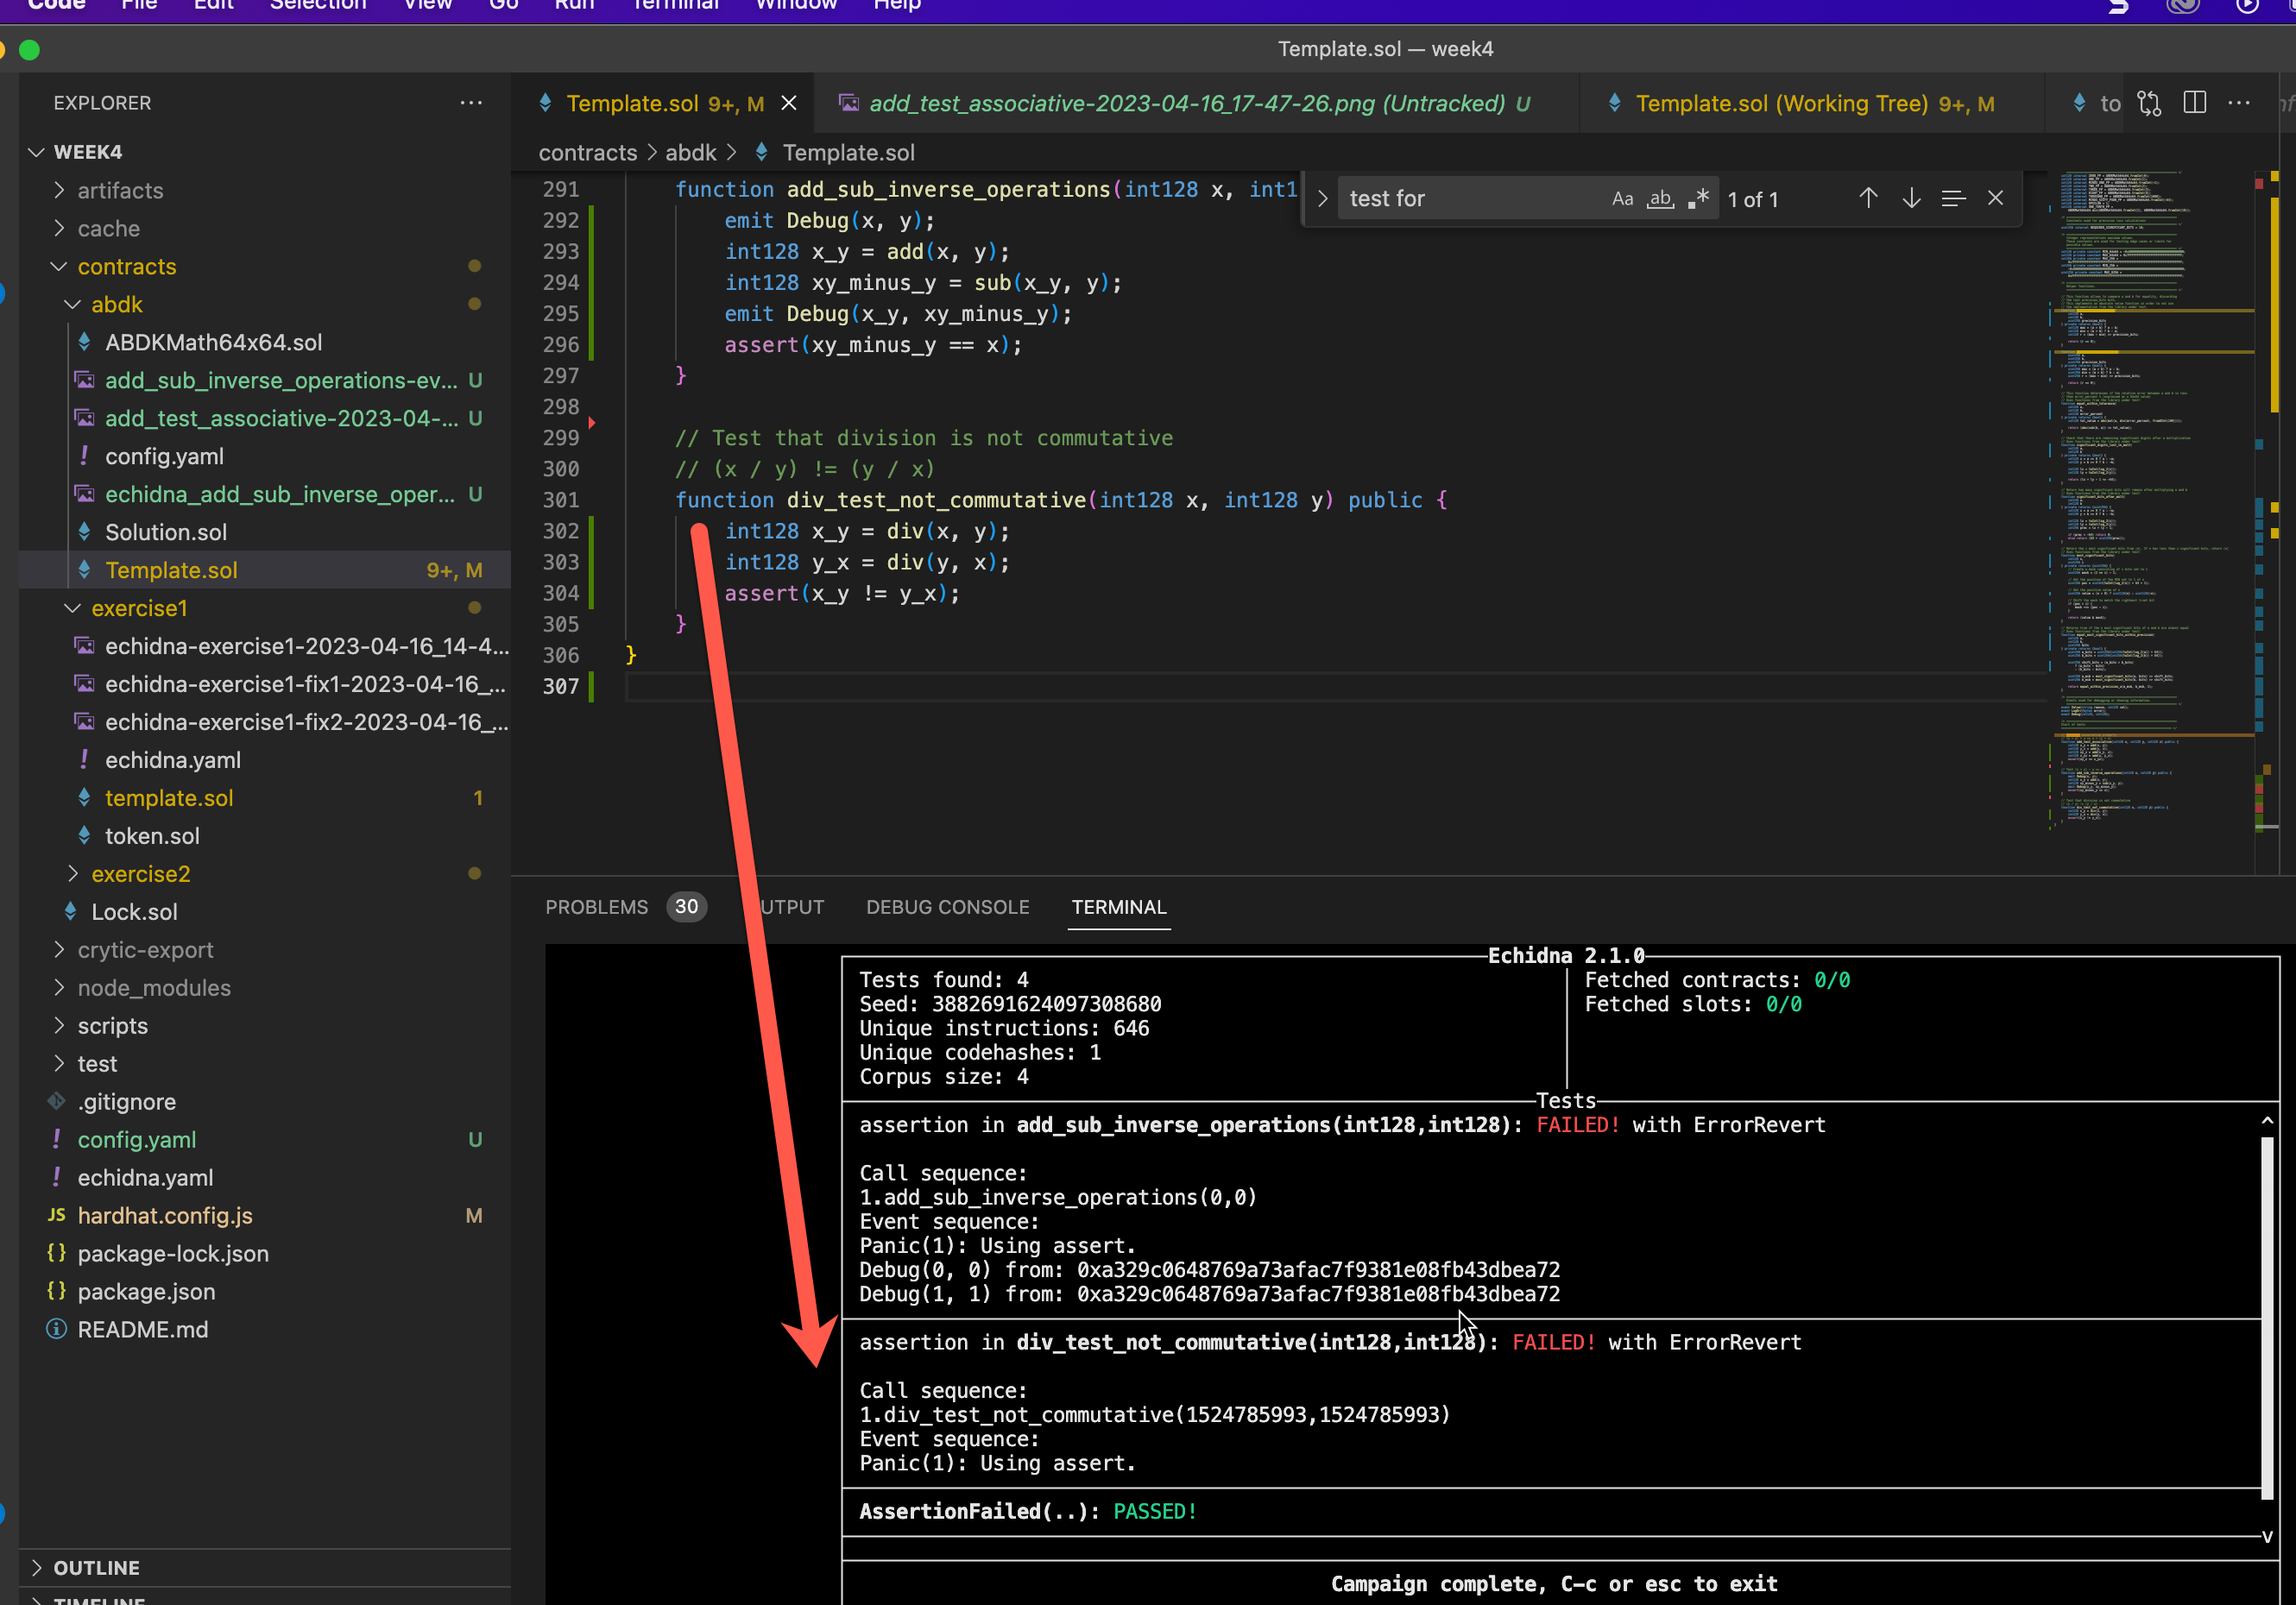 Code File Edit Selection View Go Run Terminal Window Help
Template.sol — week4
EXPLORER
WEEK4
artifacts
cache
contracts
abdk
ABDKMath64x64.sol
add_sub_inverse_operations-ev... U
add_test_associative-2023-04-... U
config.yaml
echidna_add_sub_inverse_oper... U
Solution.sol
Template.sol 9+, M
exercise1
echidna-exercise1-2023-04-16_14-4...
echidna-exercise1-fix1-2023-04-16_...
echidna-exercise1-fix2-2023-04-16_...
echidna.yaml
template.sol 1
token.sol
exercise2
Lock.sol
crytic-export
node_modules
scripts
test
.gitignore
config.yaml U
echidna.yaml
hardhat.config.js M
package-lock.json
package.json
README.md
OUTLINE
TIMELINE
Template.sol 9+, M
add_test_associative-2023-04-16_17-47-26.png (Untracked) U
Template.sol (Working Tree) 9+, M
to
contracts > abdk > Template.sol
test for
Aa ab .* 1 of 1
291 function add_sub_inverse_operations(int128 x, int1
292 emit Debug(x, y);
293 int128 x_y = add(x, y);
294 int128 xy_minus_y = sub(x_y, y);
295 emit Debug(x_y, xy_minus_y);
296 assert(xy_minus_y == x);
297 }
298
299 // Test that division is not commutative
300 // (x / y) != (y / x)
301 function div_test_not_commutative(int128 x, int128 y) public {
302 int128 x_y = div(x, y);
303 int128 y_x = div(y, x);
304 assert(x_y != y_x);
305 }
306 }
307
PROBLEMS 30 UTPUT DEBUG CONSOLE TERMINAL
Echidna 2.1.0
Tests found: 4
Seed: 3882691624097308680
Unique instructions: 646
Unique codehashes: 1
Corpus size: 4
Fetched contracts: 0/0
Fetched slots: 0/0
Tests
assertion in add_sub_inverse_operations(int128,int128): FAILED! with ErrorRevert
Call sequence:
1.add_sub_inverse_operations(0,0)
Event sequence:
Panic(1): Using assert.
Debug(0, 0) from: 0xa329c0648769a73afac7f9381e08fb43dbea72
Debug(1, 1) from: 0xa329c0648769a73afac7f9381e08fb43dbea72
assertion in div_test_not_commutative(int128,int128): FAILED! with ErrorRevert
Call sequence:
1.div_test_not_commutative(1524785993,1524785993)
Event sequence:
Panic(1): Using assert.
AssertionFailed(..): PASSED!
Campaign complete, C-c or esc to exit